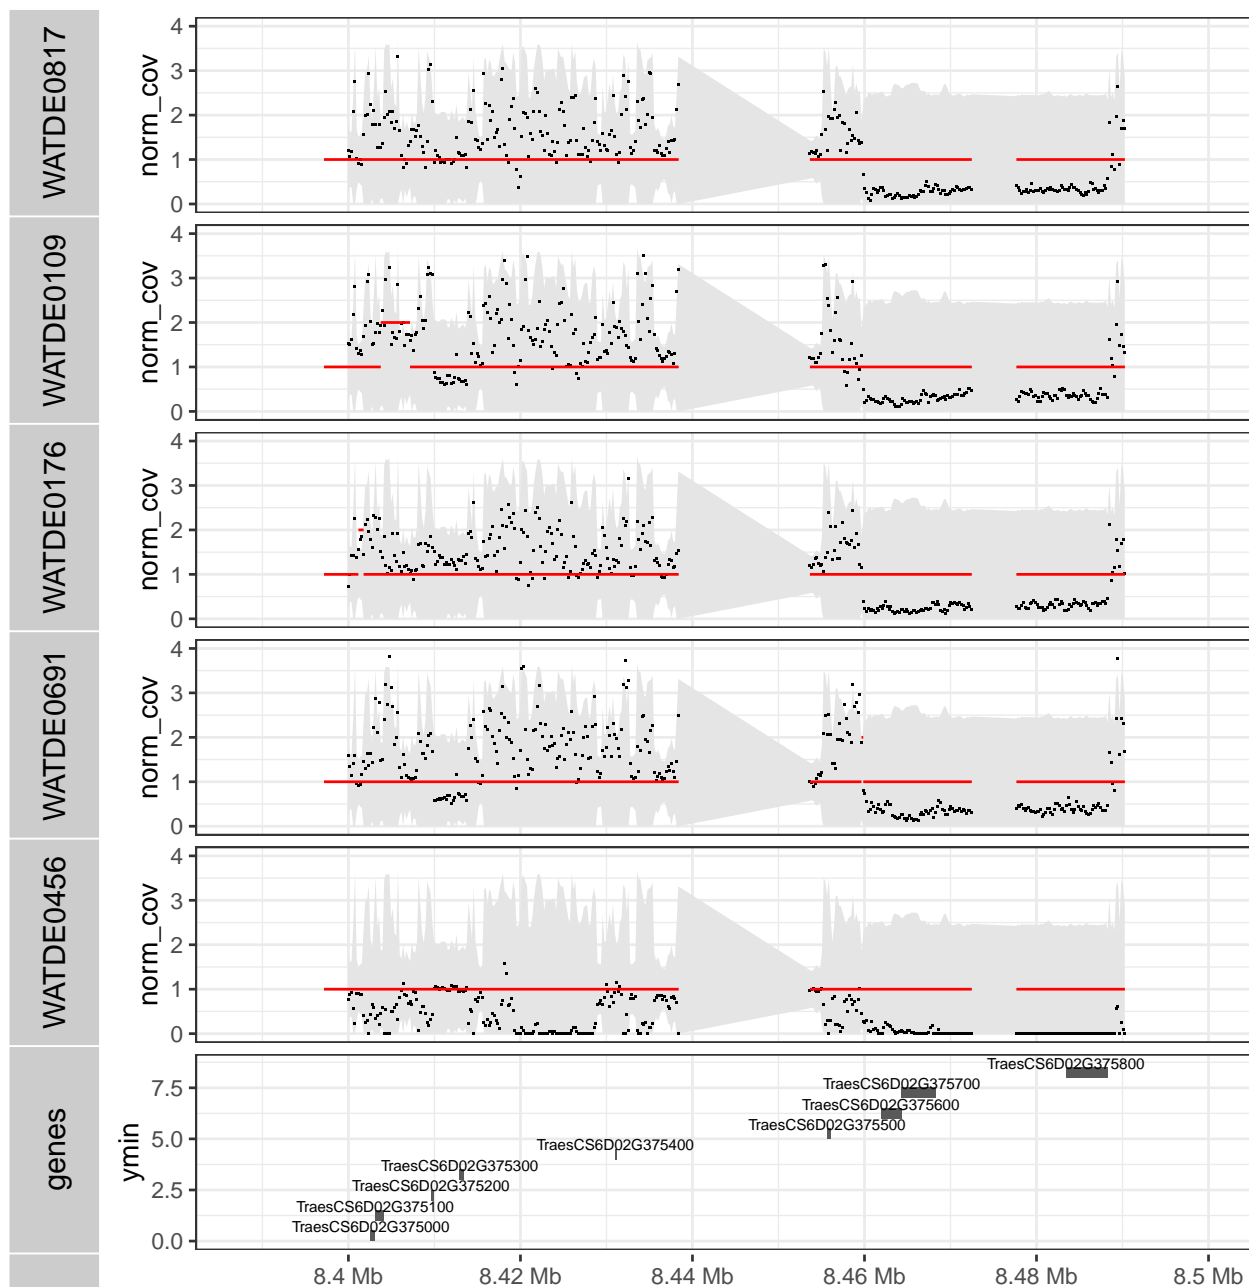 WATDE0817
norm_cov
4
3
2
1
0
WATDE0109
norm_cov
4
3
2
1
0
WATDE0176
norm_cov
4
3
2
1
0
WATDE0691
norm_cov
4
3
2
1
0
WATDE0456
norm_cov
4
3
2
1
0
genes
ymin
7.5
5.0
2.5
0.0
TraesCS6D02G375800
TraesCS6D02G375700
TraesCS6D02G375600
TraesCS6D02G375500
TraesCS6D02G375400
TraesCS6D02G375300
TraesCS6D02G375200
TraesCS6D02G375100
TraesCS6D02G375000
8.4 Mb 8.42 Mb 8.44 Mb 8.46 Mb 8.48 Mb 8.5 Mb